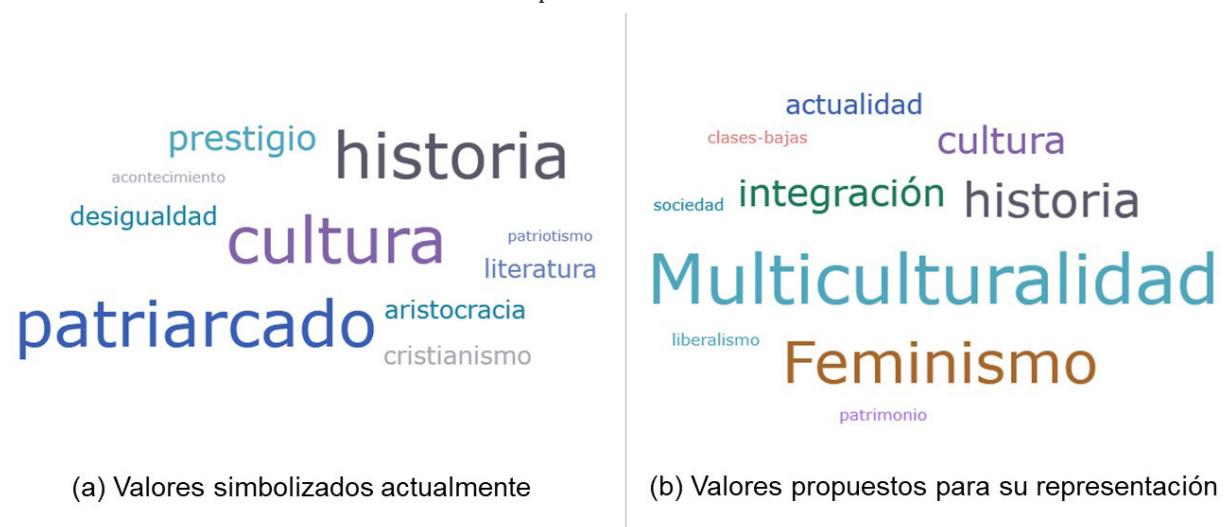 prestigio
historia
acontecimiento
desigualdad
cultura
patriotismo
literatura
patriarcado
aristocracia
cristianismo
(a) Valores simbolizados actualmente
actualidad
clases-bajas
cultura
sociedad
integración
historia
Multiculturalidad
liberalismo
Feminismo
patrimonio
(b) Valores propuestos para su representación